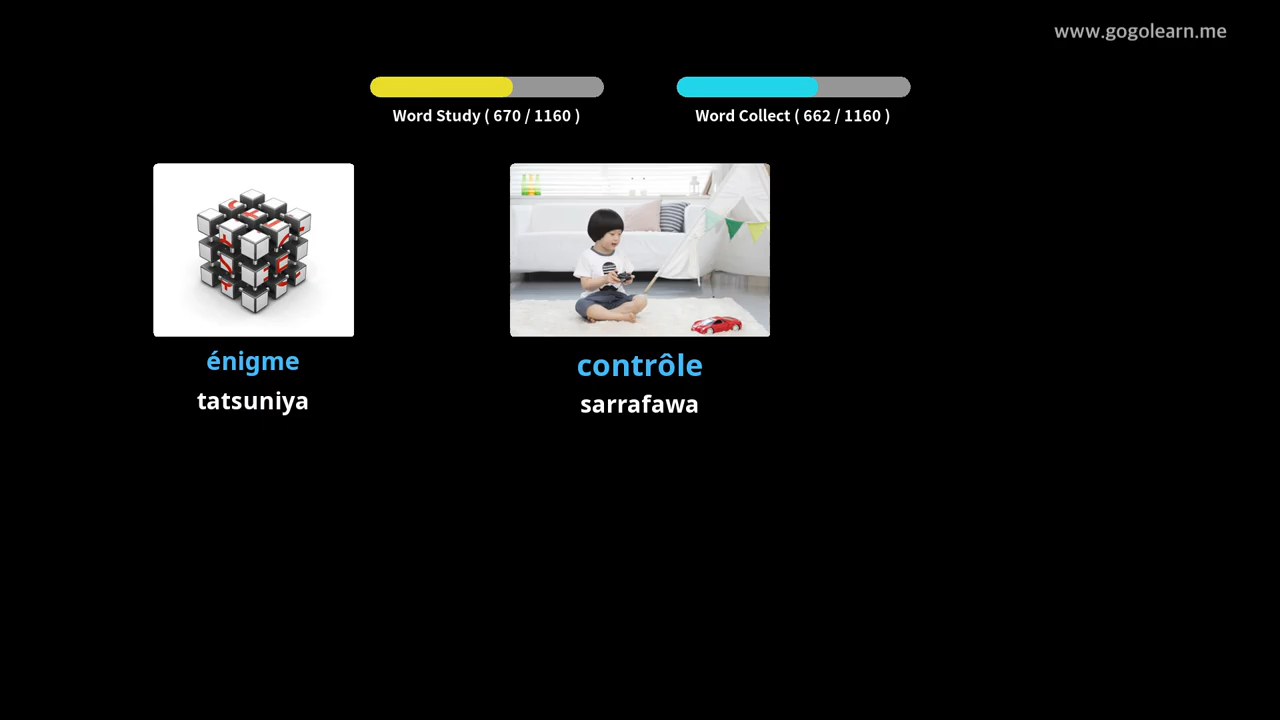 www.gogolearn.me
Word Study ( 670 / 1160 )
Word Collect ( 662 / 1160 )
énigme
tatsuniya
contrôle
sarrafawa